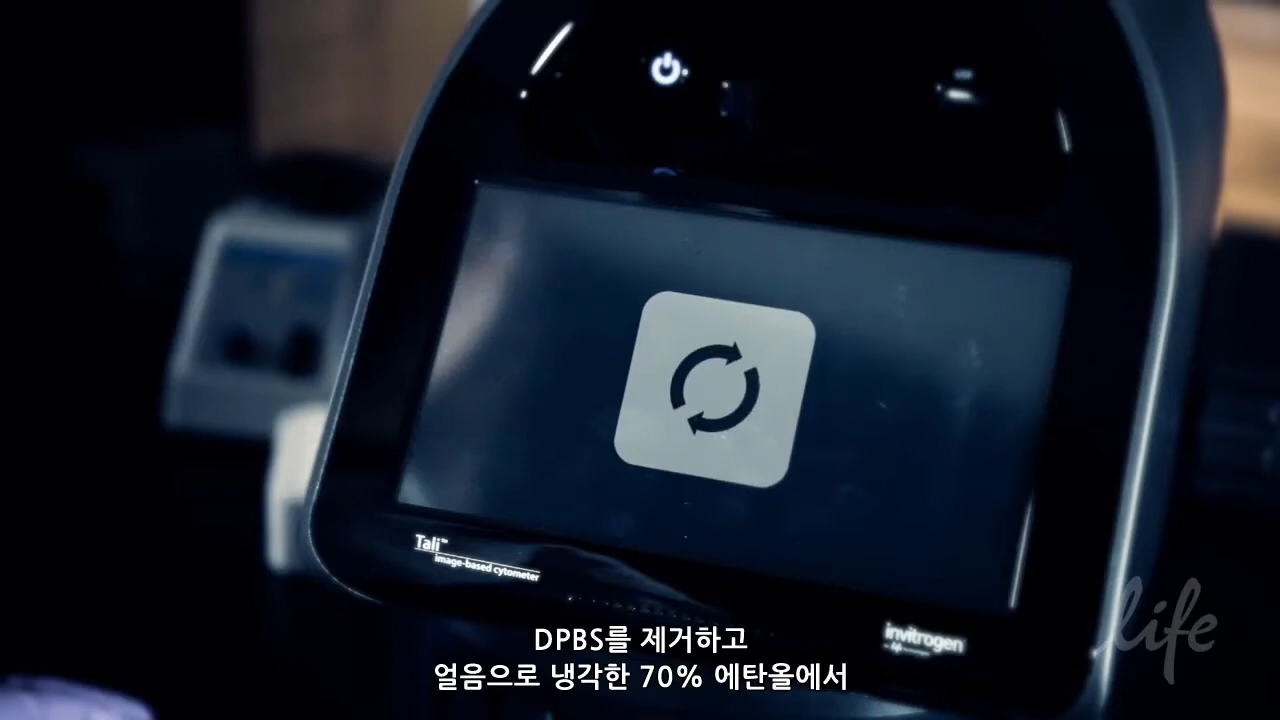 Tali™
image-based cytometer
invitrogen
life
DPBS를 제거하고
얼음으로 냉각한 70% 에탄올에서